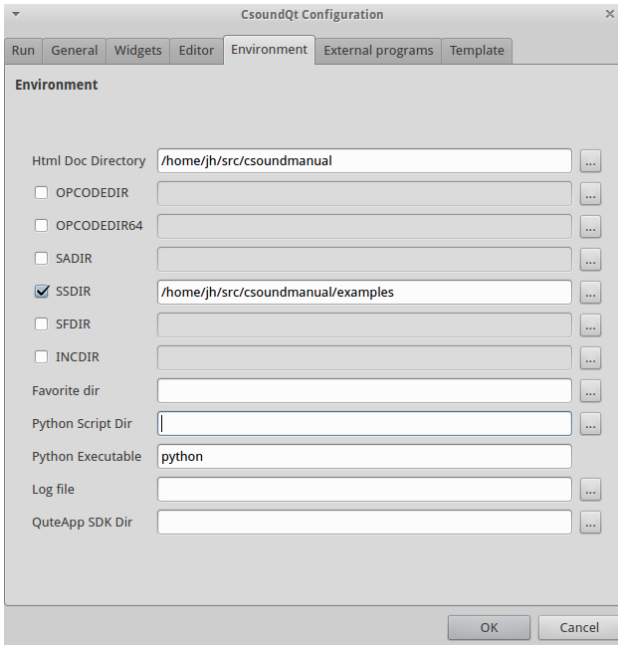 CsoundQt Configuration
Run General Widgets Editor Environment External programs Template
Environment
Html Doc Directory /home/jh/src/csoundmanual ...
OPCODEDIR ...
OPCODEDIR64 ...
SADIR ...
SSDIR /home/jh/src/csoundmanual/examples ...
SFDIR ...
INCDIR ...
Favorite dir ...
Python Script Dir ...
Python Executable python
Log file ...
QuteApp SDK Dir ...
OK Cancel